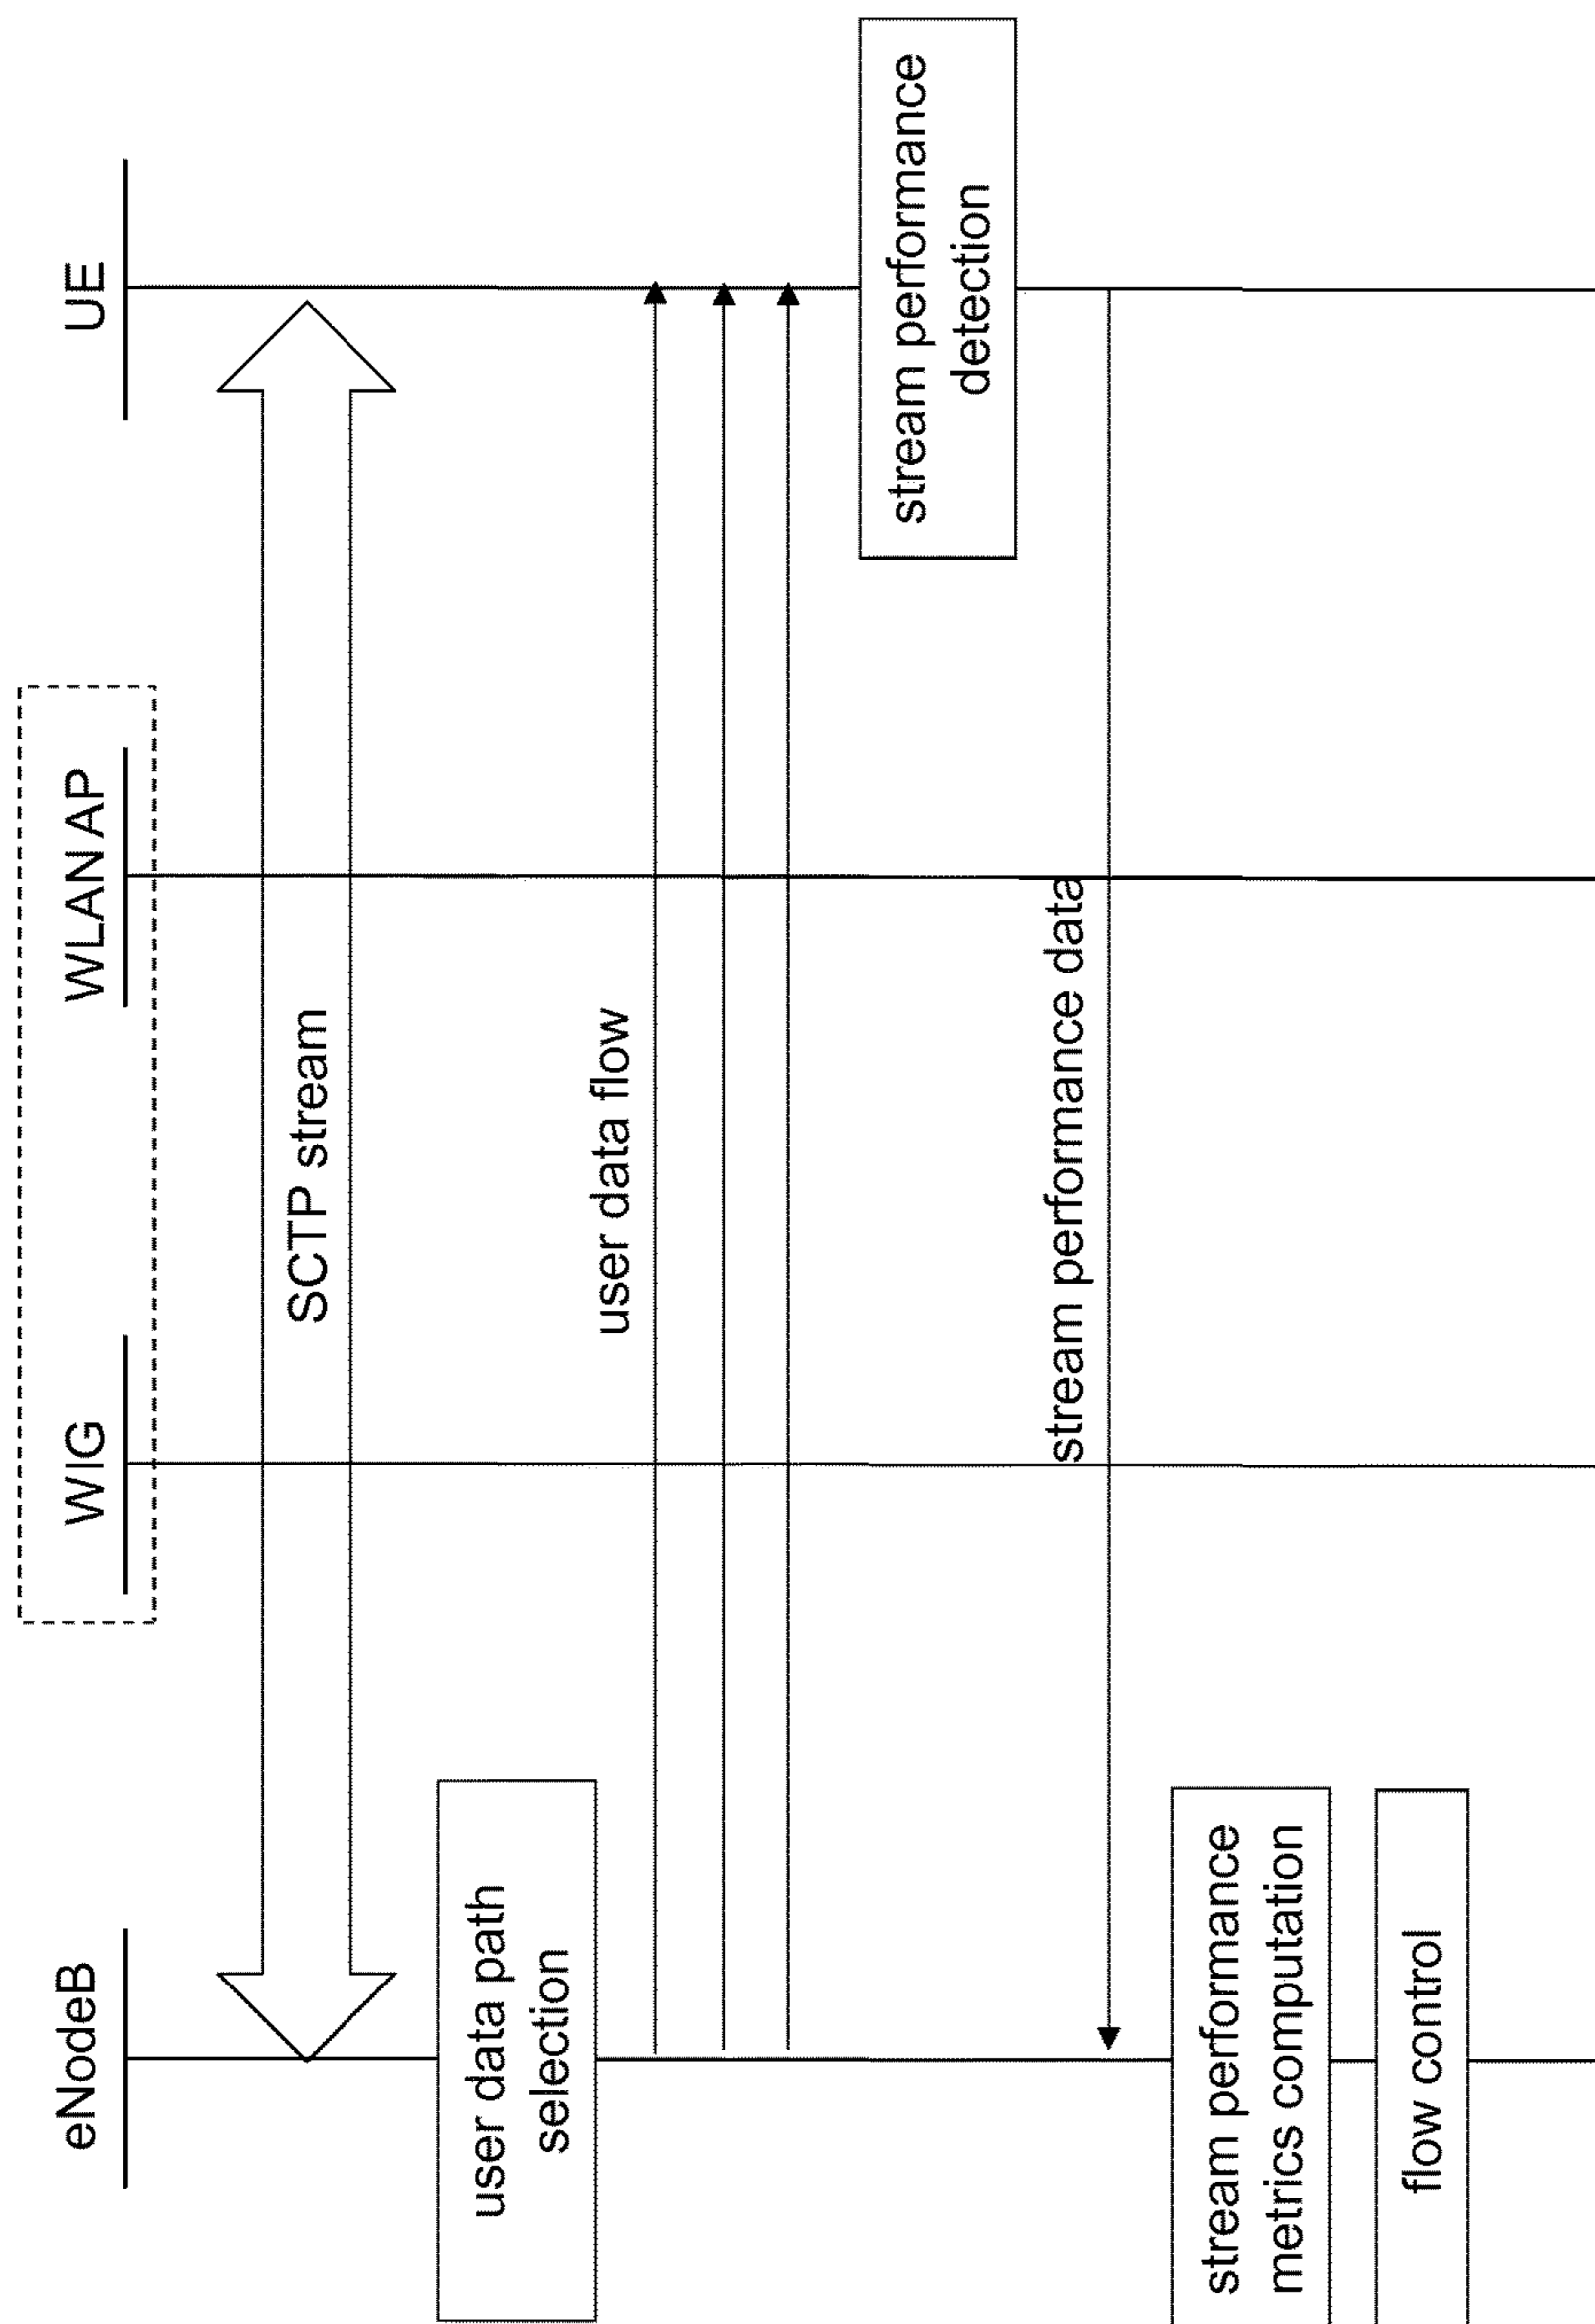 eNodeB
WIG
WLAN AP
UE
SCTP stream
user data path
selection
user data flow
stream performance
detection
stream performance data
stream performance
metrics computation
flow control